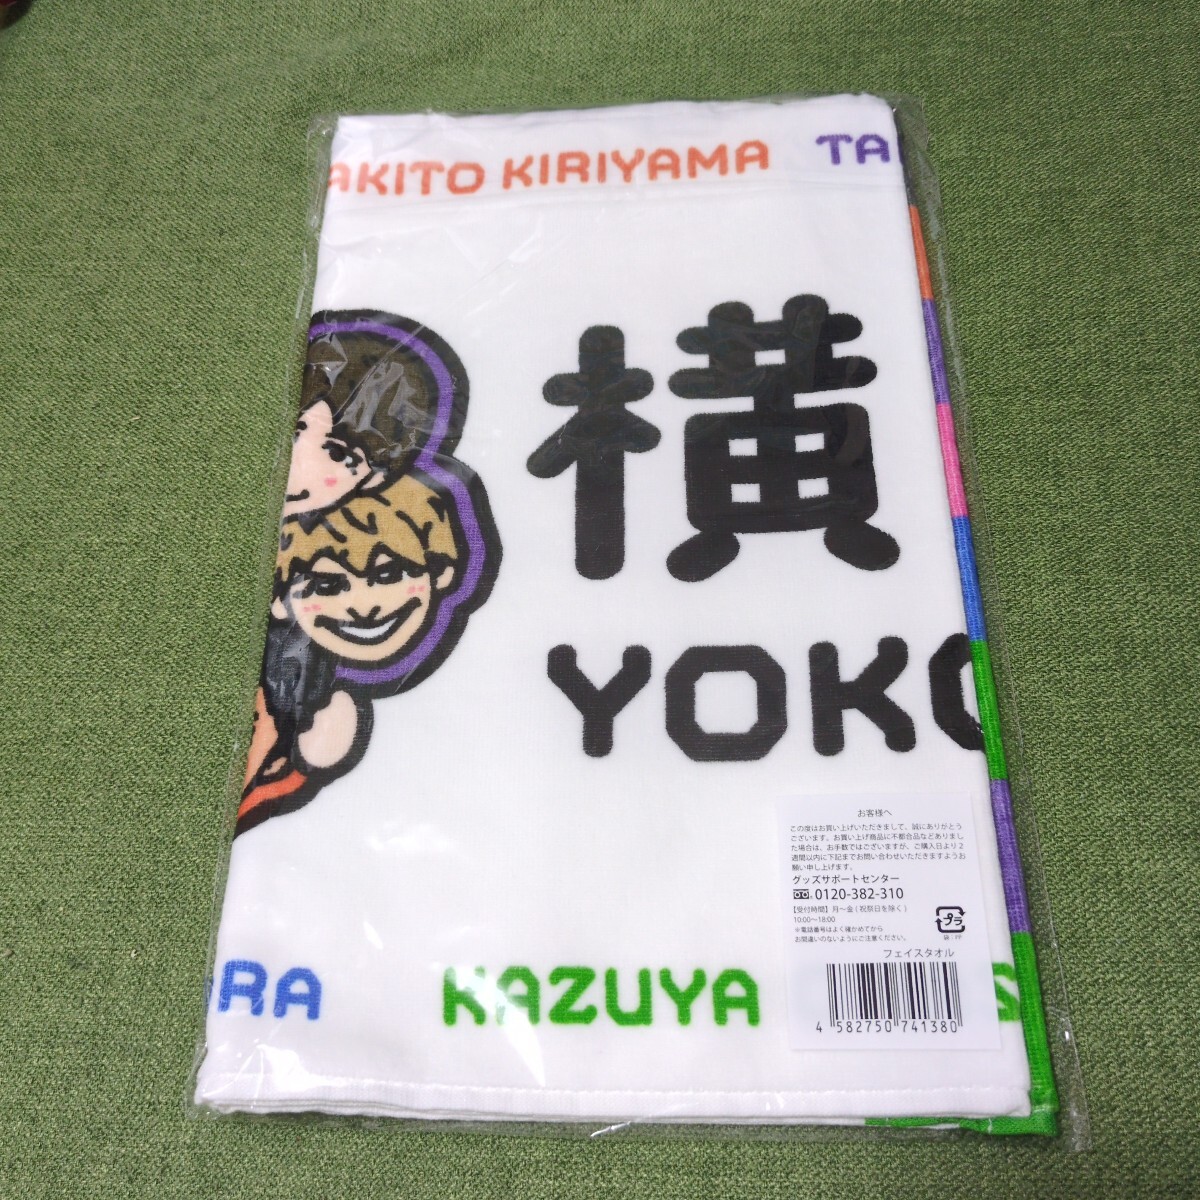 AKITO KIRIYAMA TA
横
YOKO
お客様へ
この度はお買い上げいただきまして、誠にありがとう
ございます。お買い上げ商品に不都合品などありまし
た場合は、お手数ではございますが、ご購入日より2
週間以内に下記までお問い合わせいただきますようお
願い申し上げます。
グッズサポートセンター
0120-382-310
【受付時間】月～金(祝祭日を除く)
10:00～18:00
※電話番号はよく確かめてから
お間違いのないようにご注意ください。
プラ
袋:PP
フェイスタオル
4 582750 741380
RA KAZUYA